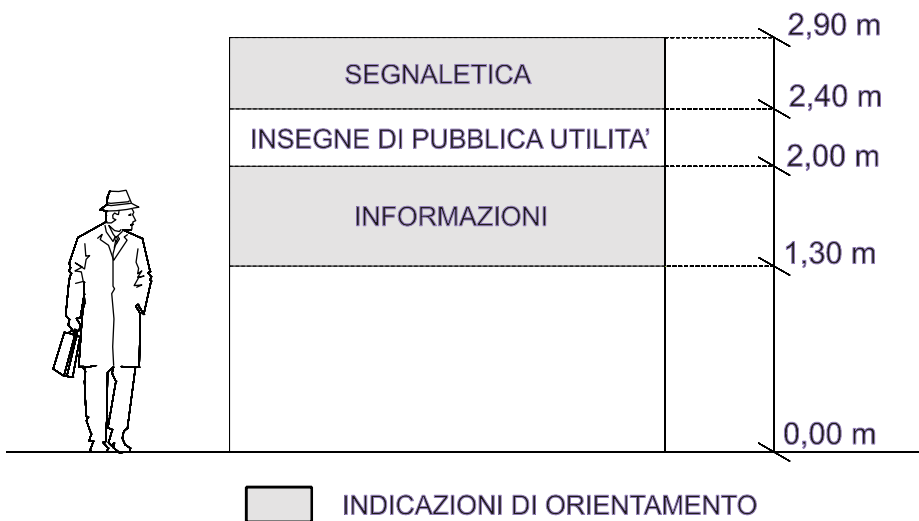 2,90 m
SEGNALETICA
2,40 m
INSEGNE DI PUBBLICA UTILITA'
2,00 m
INFORMAZIONI
1,30 m
0,00 m
INDICAZIONI DI ORIENTAMENTO